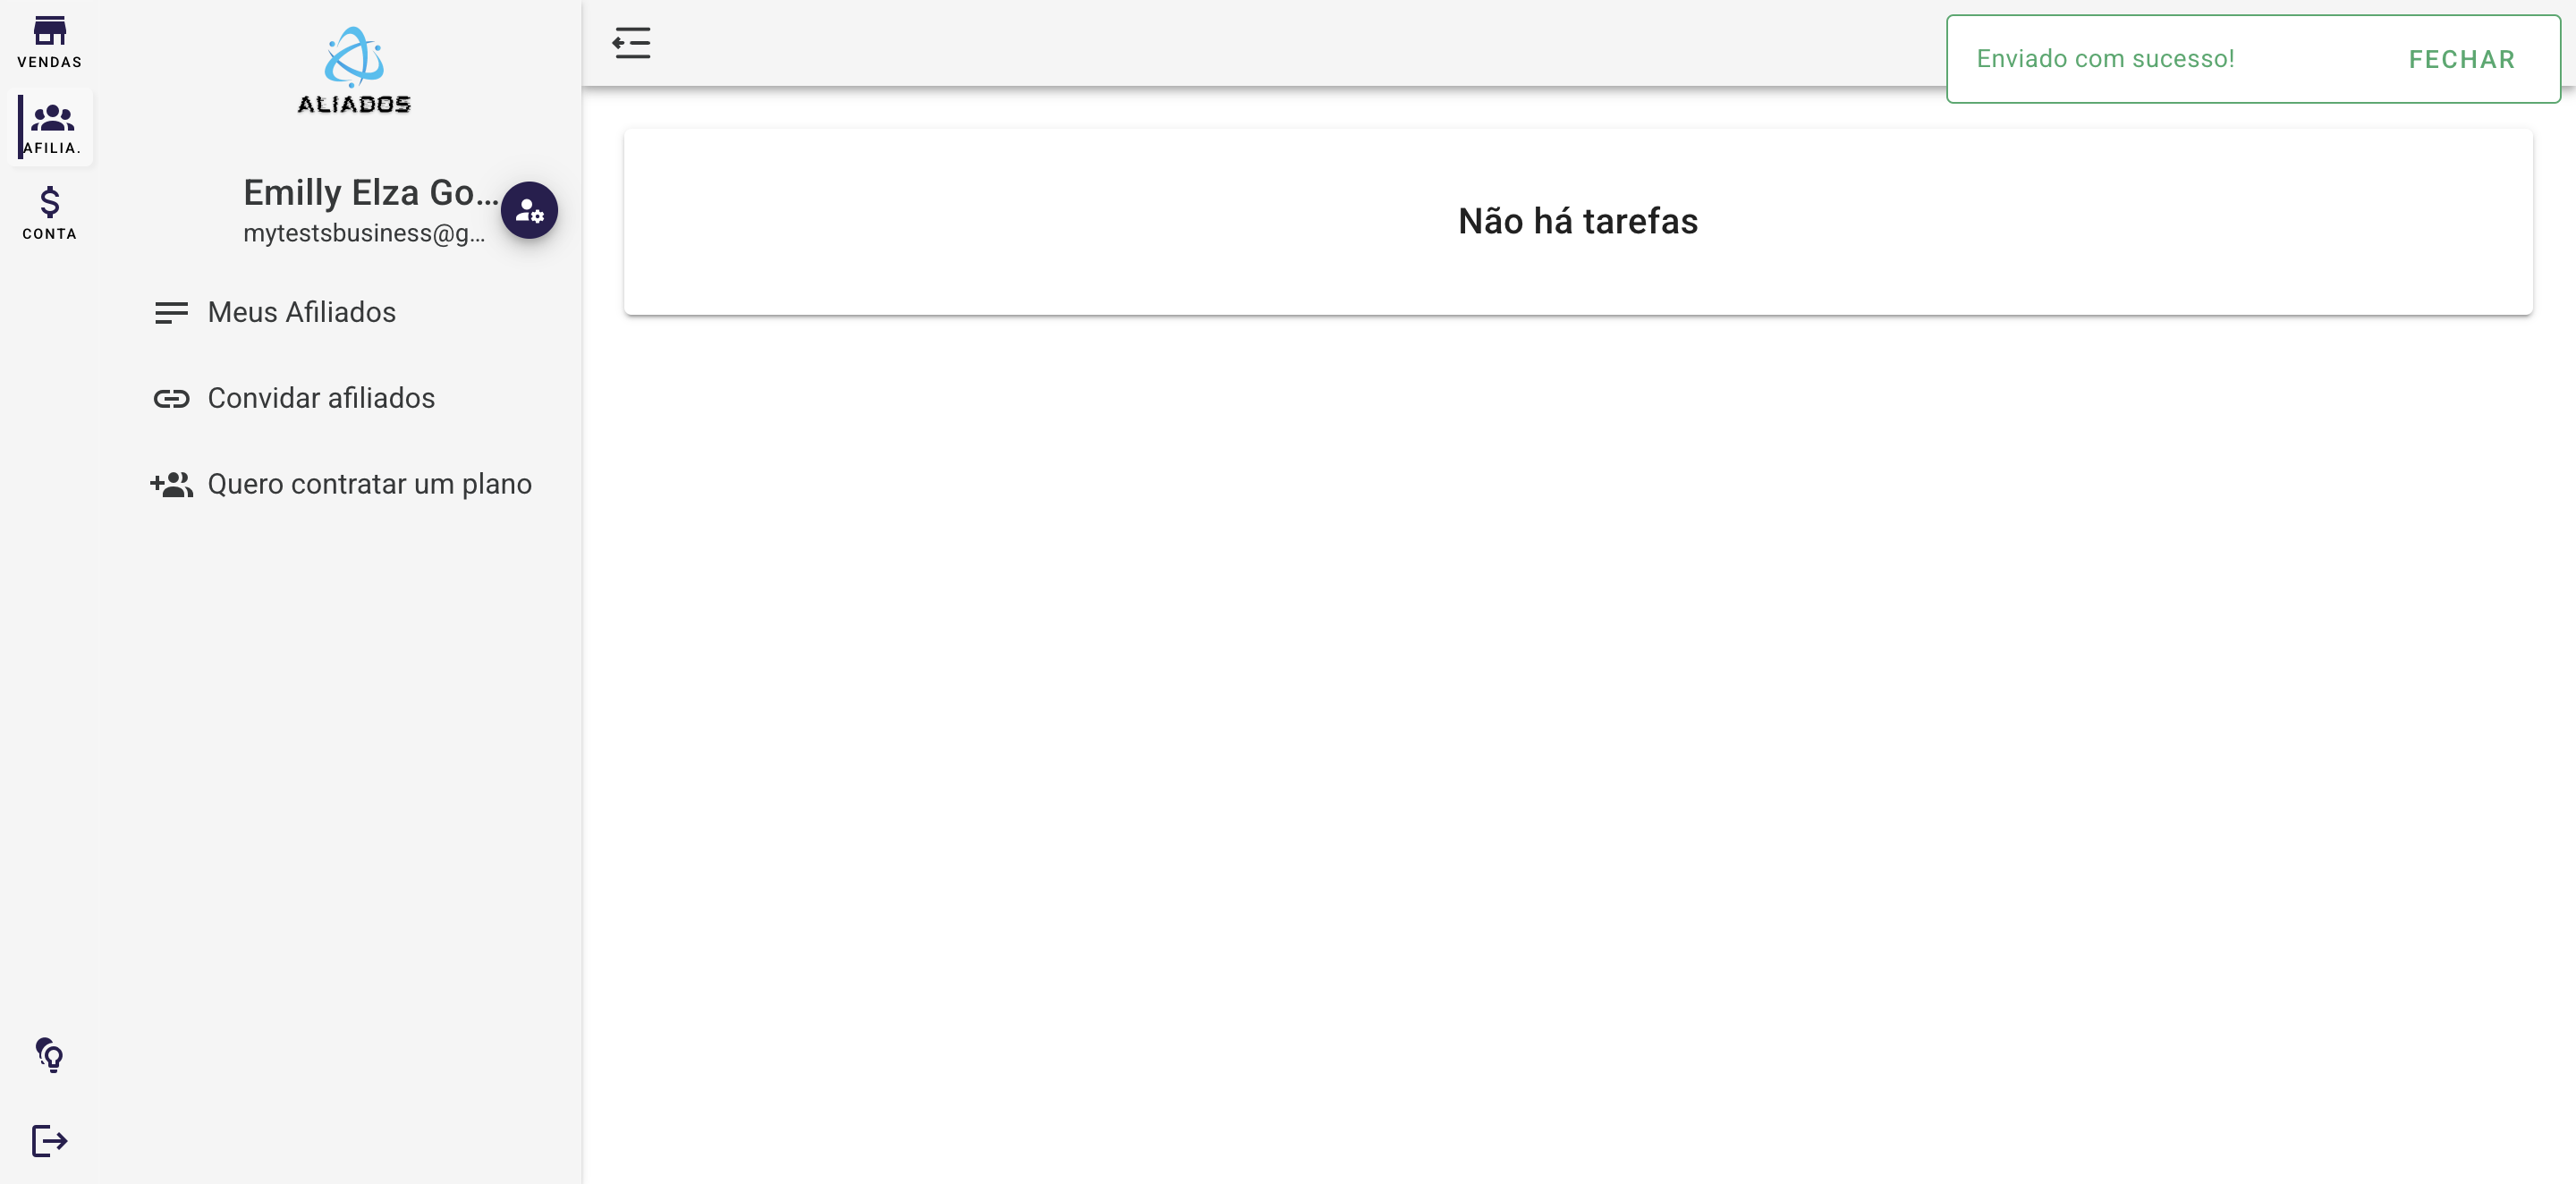 VENDAS
AFILIA.
CONTA
ALIADOS
Emilly Elza Go...
mytestsbusiness@g...
Meus Afiliados
Convidar afiliados
Quero contratar um plano
Enviado com sucesso!
FECHAR
Não há tarefas